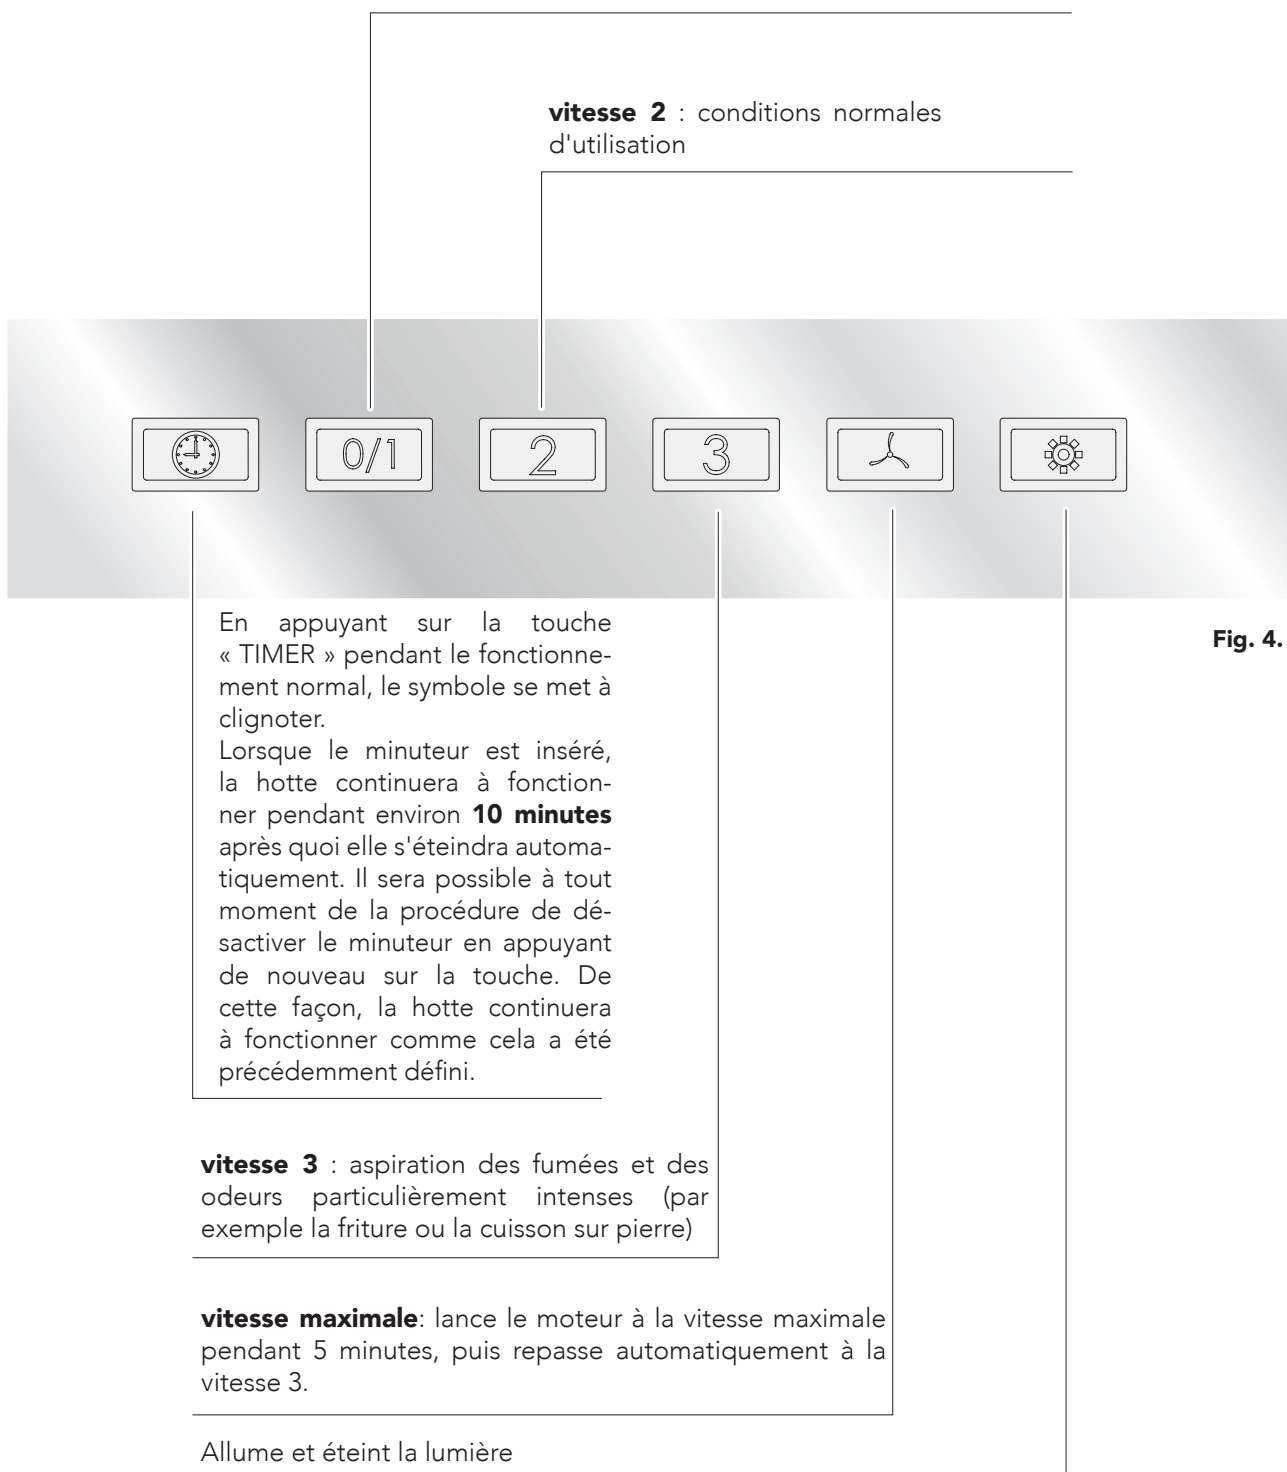 vitesse 2 : conditions normales
d'utilisation
0/1
2
3
Fig. 4.
En appuyant sur la touche
« TIMER » pendant le fonctionne-
ment normal, le symbole se met à
clignoter.
Lorsque le minuteur est inséré,
la hotte continuera à fonction-
ner pendant environ 10 minutes
après quoi elle s'éteindra automa-
tiquement. Il sera possible à tout
moment de la procédure de dé-
sactiver le minuteur en appuyant
de nouveau sur la touche. De
cette façon, la hotte continuera
à fonctionner comme cela a été
précédemment défini.
vitesse 3 : aspiration des fumées et des
odeurs particulièrement intenses (par
exemple la friture ou la cuisson sur pierre)
vitesse maximale: lance le moteur à la vitesse maximale
pendant 5 minutes, puis repasse automatiquement à la
vitesse 3.
Allume et éteint la lumière